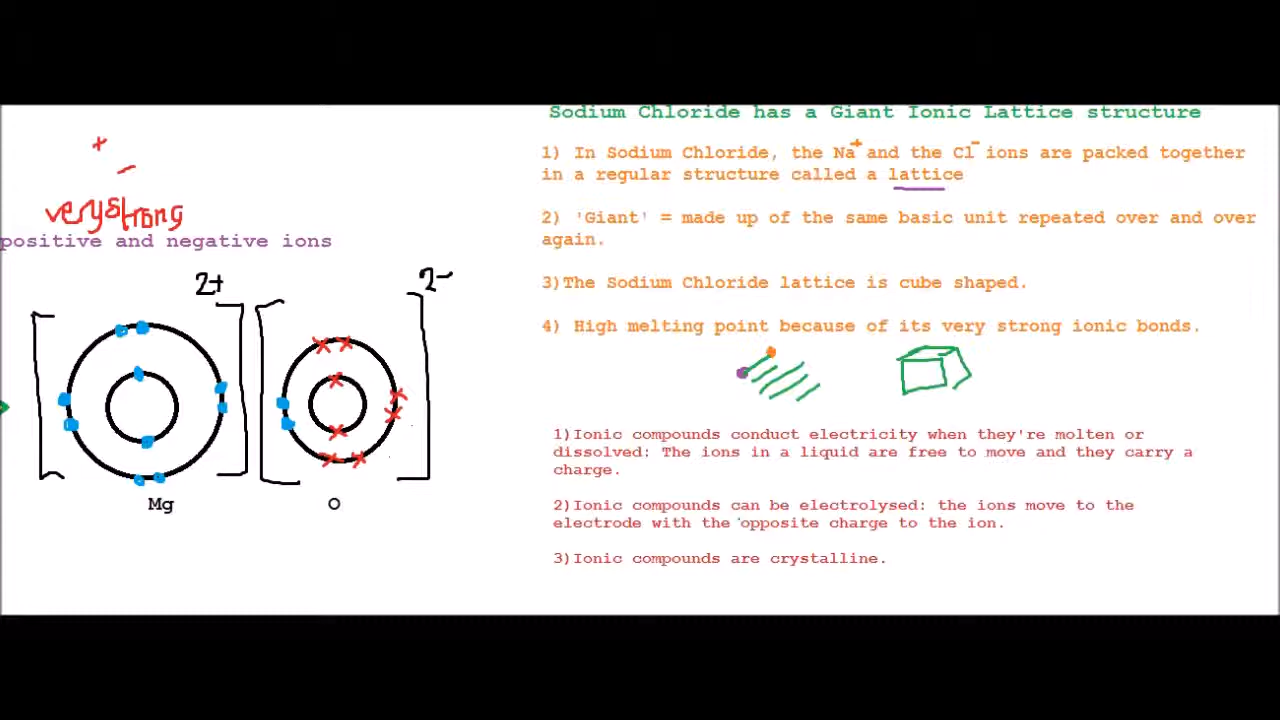 Sodium Chloride has a Giant Ionic Lattice structure
+
-
very strong
positive and negative ions
2+
2-
Mg
O
1) In Sodium Chloride, the Na+ and the Cl- ions are packed together
in a regular structure called a lattice
2) 'Giant' = made up of the same basic unit repeated over and over
again.
3)The Sodium Chloride lattice is cube shaped.
4) High melting point because of its very strong ionic bonds.
1)Ionic compounds conduct electricity when they're molten or
dissolved: The ions in a liquid are free to move and they carry a
charge.
2)Ionic compounds can be electrolysed: the ions move to the
electrode with the opposite charge to the ion.
3)Ionic compounds are crystalline.